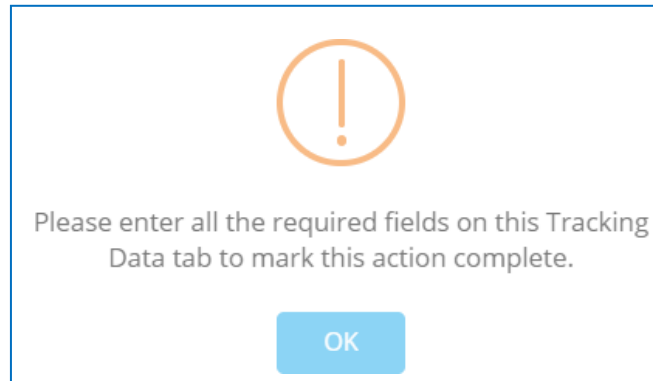 Please enter all the required fields on this Tracking
Data tab to mark this action complete.
OK